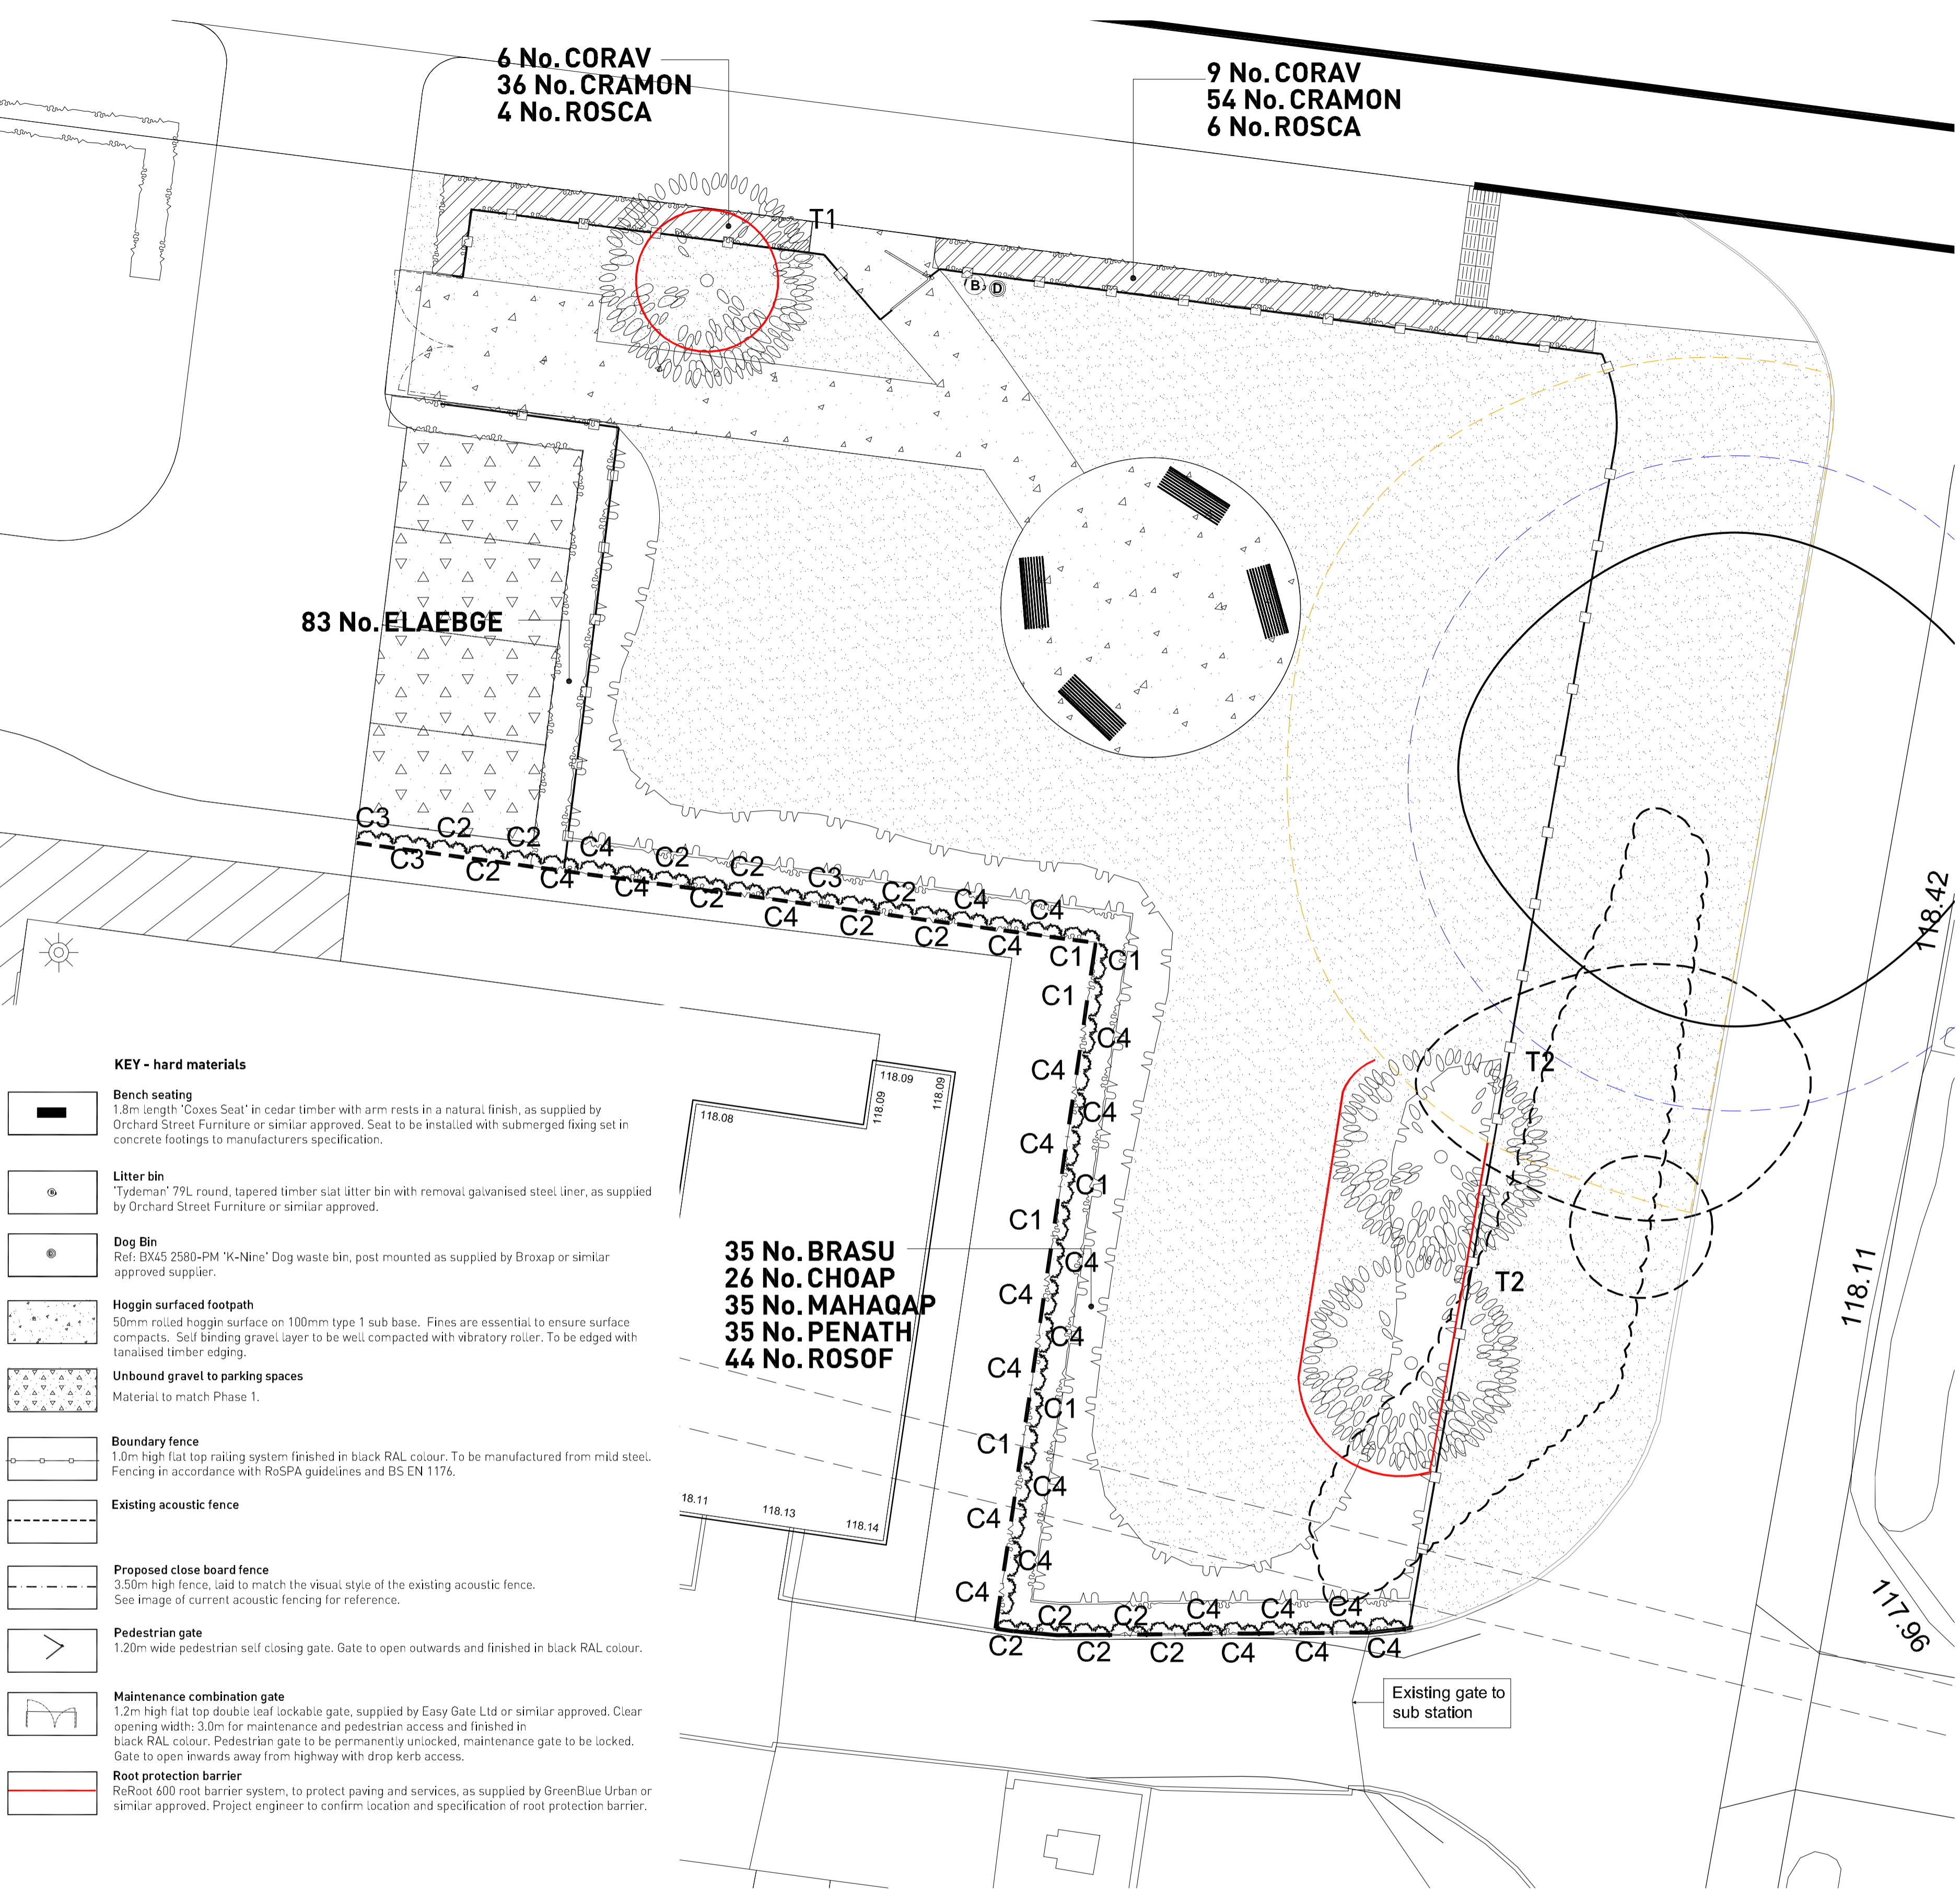 6 No. CORAV
36 No. CRAMON
4 No. ROSCA
9 No. CORAV
54 No. CRAMON
6 No. ROSCA
T1
B
D
83 No. ELAEBGE
C3
C2
C2
C4
C2
C2
C3
C2
C4
C4
C3
C2
C4
C4
C2
C4
C2
C2
C4
C1
C1
C1
C4
C4
C4
C4
C1
C1
C4
C4
C4
C4
C1
C1
C4
C4
C4
C4
C2
C2
C4
C4
C4
C2
C2
C2
C4
C4
C4
T2
T2
118.42
118.11
117.96
118.09
118.09
118.09
118.08
18.11
118.13
118.14
35 No. BRASU
26 No. CHOAP
35 No. MAHAQAP
35 No. PENATH
44 No. ROSOF
Existing gate to
sub station
KEY - hard materials
Bench seating
1.8m length 'Coxes Seat' in cedar timber with arm rests in a natural finish, as supplied by
Orchard Street Furniture or similar approved. Seat to be installed with submerged fixing set in
concrete footings to manufacturers specification.
B
Litter bin
'Tydeman' 79L round, tapered timber slat litter bin with removal galvanised steel liner, as supplied
by Orchard Street Furniture or similar approved.
D
Dog Bin
Ref: BX45 2580-PM 'K-Nine' Dog waste bin, post mounted as supplied by Broxap or similar
approved supplier.
Hoggin surfaced footpath
50mm rolled hoggin surface on 100mm type 1 sub base. Fines are essential to ensure surface
compacts. Self binding gravel layer to be well compacted with vibratory roller. To be edged with
tanalised timber edging.
Unbound gravel to parking spaces
Material to match Phase 1.
Boundary fence
1.0m high flat top railing system finished in black RAL colour. To be manufactured from mild steel.
Fencing in accordance with RoSPA guidelines and BS EN 1176.
Existing acoustic fence
Proposed close board fence
3.50m high fence, laid to match the visual style of the existing acoustic fence.
See image of current acoustic fencing for reference.
Pedestrian gate
1.20m wide pedestrian self closing gate. Gate to open outwards and finished in black RAL colour.
Maintenance combination gate
1.2m high flat top double leaf lockable gate, supplied by Easy Gate Ltd or similar approved. Clear
opening width: 3.0m for maintenance and pedestrian access and finished in
black RAL colour. Pedestrian gate to be permanently unlocked, maintenance gate to be locked.
Gate to open inwards away from highway with drop kerb access.
Root protection barrier
ReRoot 600 root barrier system, to protect paving and services, as supplied by GreenBlue Urban or
similar approved. Project engineer to confirm location and specification of root protection barrier.